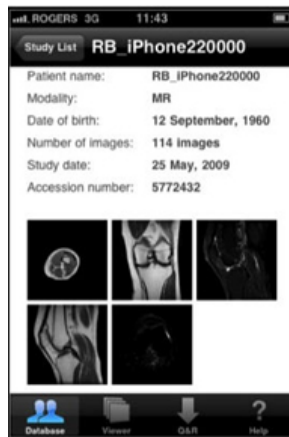 ROGERS 3G 11:43
Study List RB_iPhone220000
Patient name: RB_iPhone220000
Modality: MR
Date of birth: 12 September, 1960
Number of images: 114 images
Study date: 25 May, 2009
Accession number: 5772432
Database Viewer Q&R Help